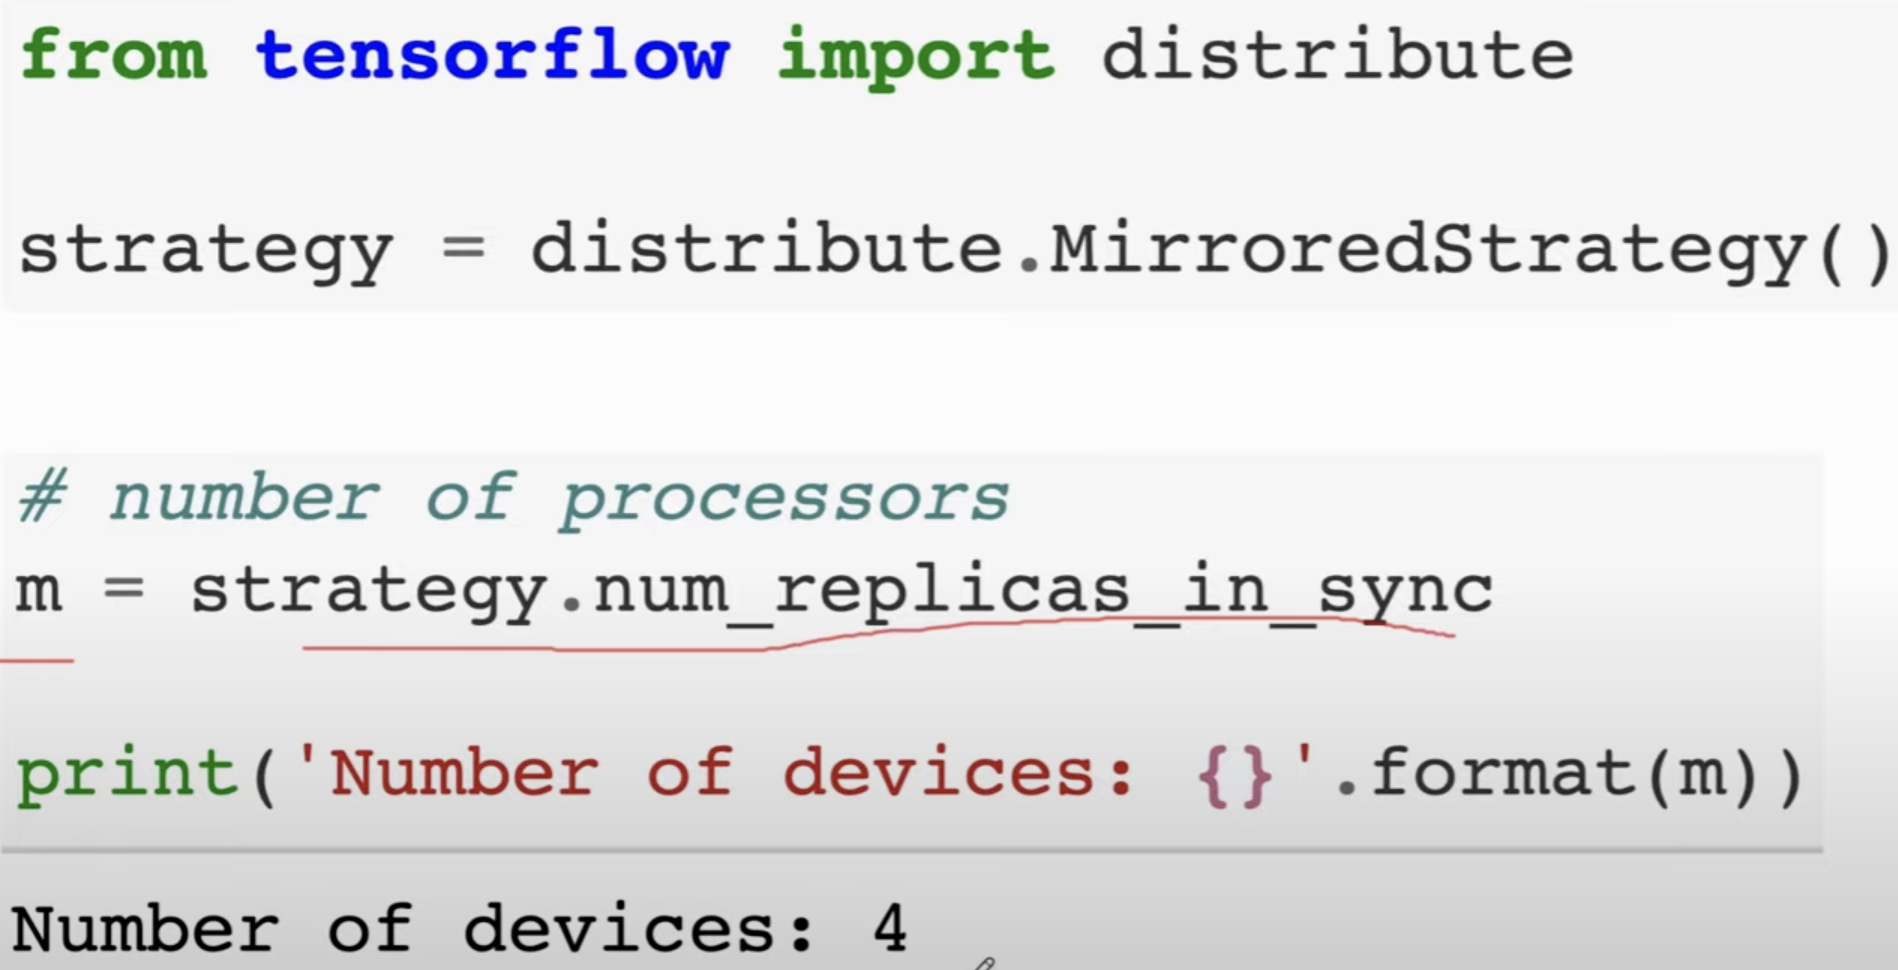 from tensorflow import distribute
strategy = distribute.MirroredStrategy()
# number of processors
m = strategy.num_replicas_in_sync
print('Number of devices: {}'.format(m))
Number of devices: 4